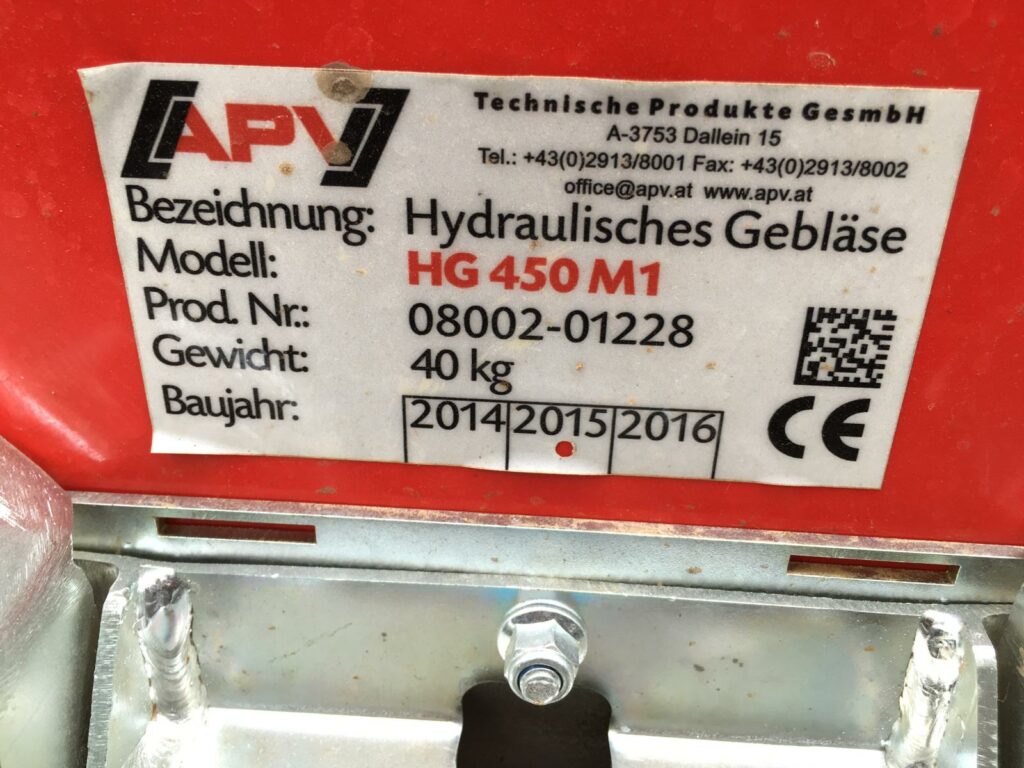 APV
Technische Produkte GesmbH
A-3753 Dallein 15
Tel.: +43(0)2913/8001 Fax: +43(0)2913/8002
office@apv.at www.apv.at
Bezeichnung: Hydraulisches Gebläse
Modell: HG 450 M1
Prod. Nr.: 08002-01228
Gewicht: 40 kg
Baujahr: 2014 2015 2016
CE